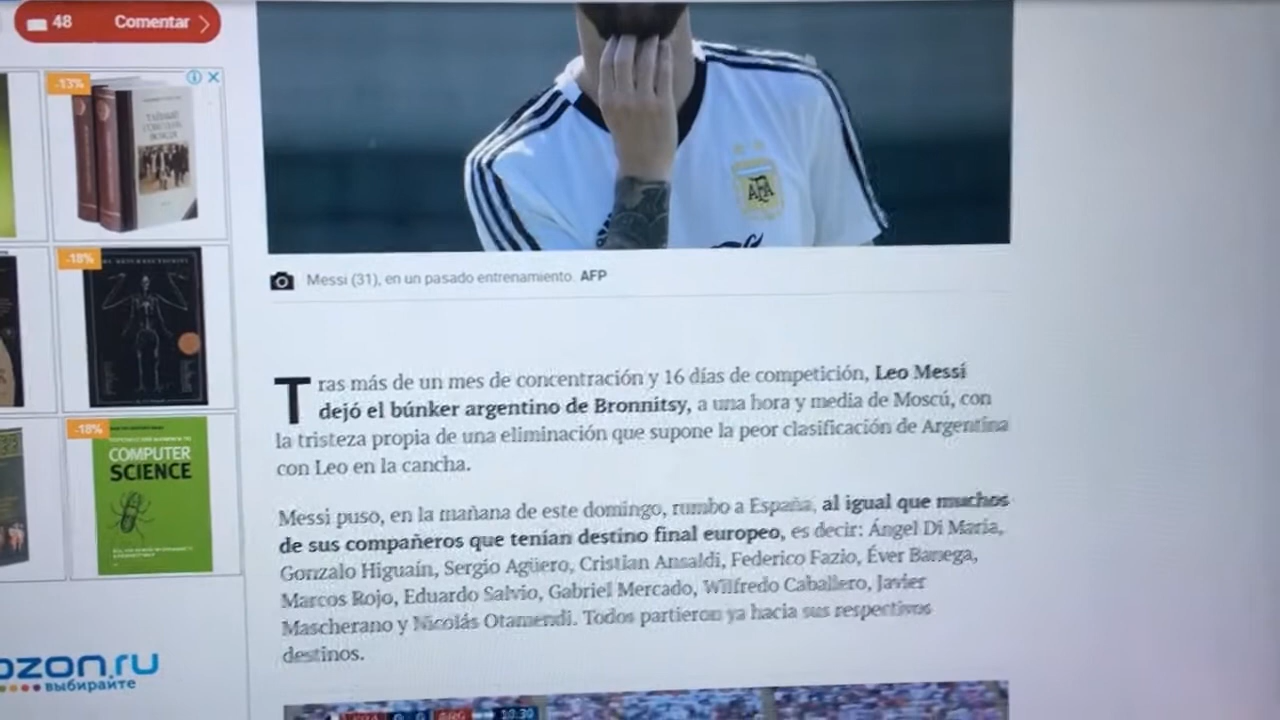 48 Comentar
-13%
-18%
-18%
COMPUTER
SCIENCE
ozon.ru
выбирайте
AFA
Messi (31), en un pasado entrenamiento. AFP
Tras más de un mes de concentración y 16 días de competición, Leo Messi
dejó el búnker argentino de Bronnitsy, a una hora y media de Moscú, con
la tristeza propia de una eliminación que supone la peor clasificación de Argentina
con Leo en la cancha.
Messi puso, en la mañana de este domingo, rumbo a España, al igual que muchos
de sus compañeros que tenían destino final europeo, es decir: Ángel Di María,
Gonzalo Higuaín, Sergio Agüero, Cristian Ansaldi, Federico Fazio, Éver Banega,
Marcos Rojo, Eduardo Salvio, Gabriel Mercado, Wilfredo Caballero, Javier
Mascherano y Nicolás Otamendi. Todos partieron ya hacia sus respectivos
destinos.
10:30